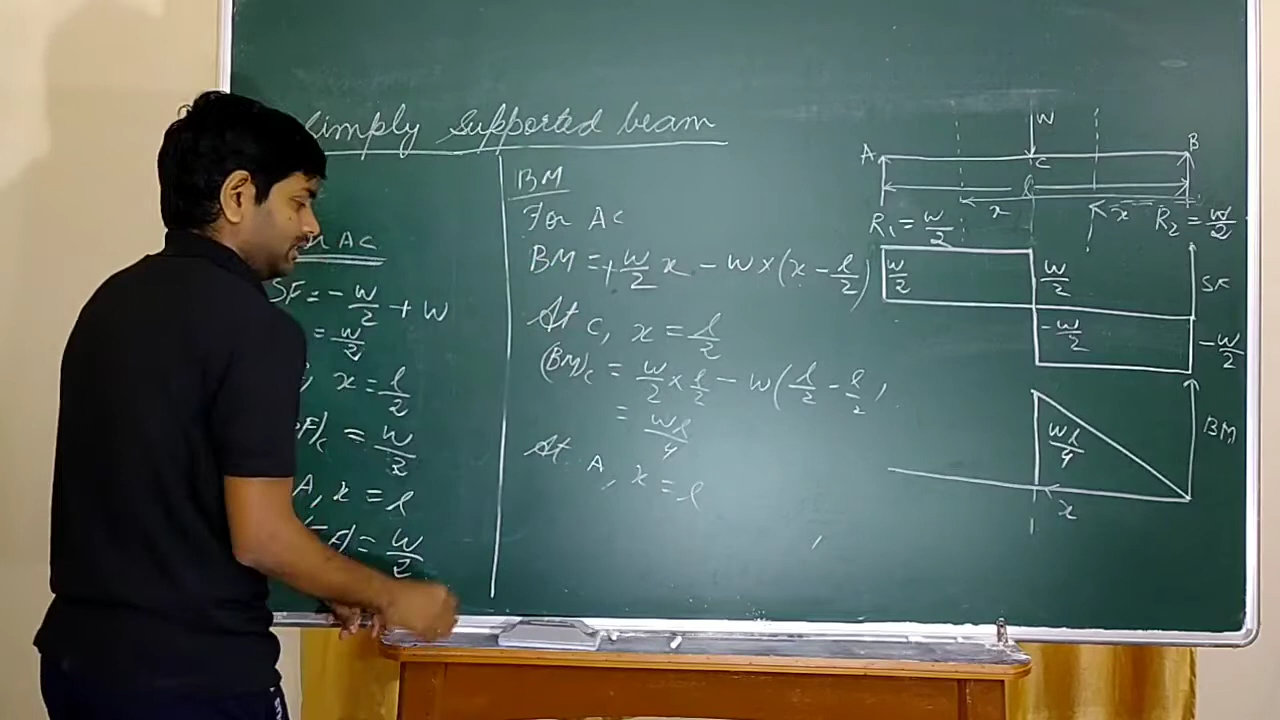 Simply supported beam
AC
SF = - w/2 + W
= w/2
, x = l/2
F)c = w/2
A, x = l
F) = w/2
BM
For AC
BM = + w/2 x - W × (x - l/2)
At C, x = l/2
(BM)c = w/2 × l/2 - W (l/2 - l/2)
= wl/4
At A, x = l
W
A
C
B
l
x
x
R1 = w/2
R2 = w/2
w/2
w/2
SF
- w/2
- w/2
wl/4
BM
x